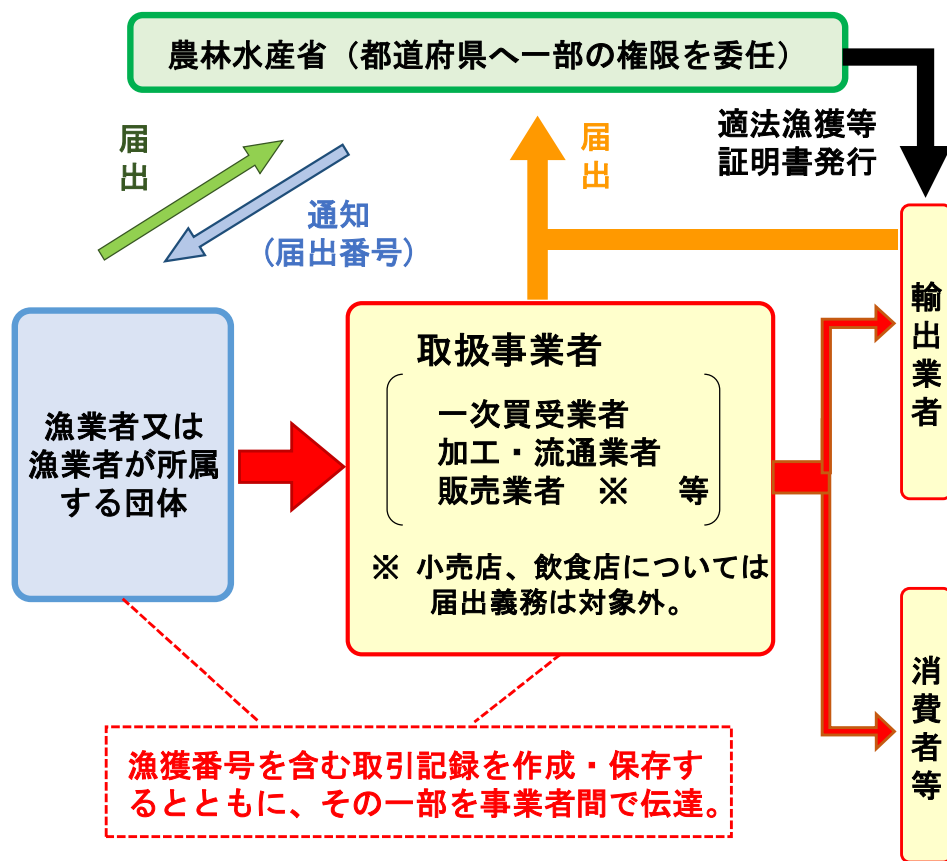 農林水産省（都道府県へ一部の権限を委任）
届
出
通知
（届出番号）
届
出
適法漁獲等
証明書発行
漁業者又は
漁業者が所属
する団体
取扱事業者
一次買受業者
加工・流通業者
販売業者　※　等
※ 小売店、飲食店については
届出義務は対象外。
輸
出
業
者
消
費
者
等
漁獲番号を含む取引記録を作成・保存す
るとともに、その一部を事業者間で伝達。